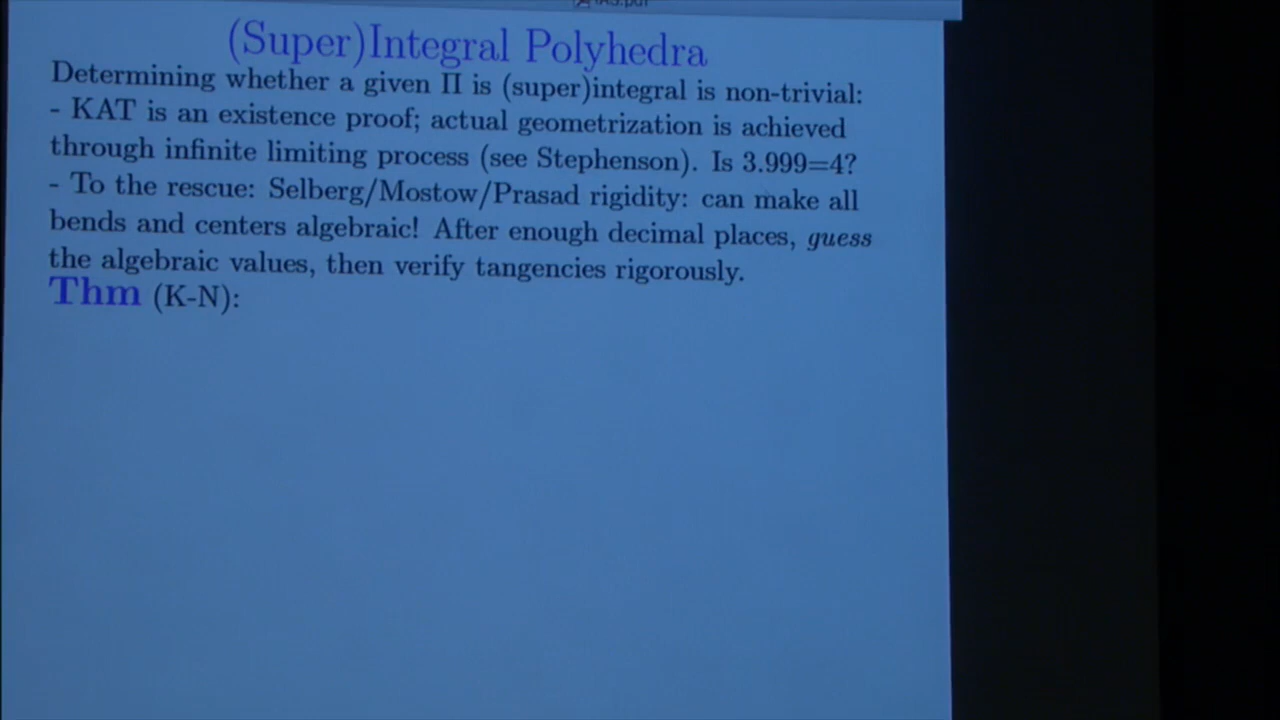 (Super)Integral Polyhedra
Determining whether a given Π is (super)integral is non-trivial:
- KAT is an existence proof; actual geometrization is achieved
through infinite limiting process (see Stephenson). Is 3.999=4?
- To the rescue: Selberg/Mostow/Prasad rigidity: can make all
bends and centers algebraic! After enough decimal places, guess
the algebraic values, then verify tangencies rigorously.
Thm (K-N):